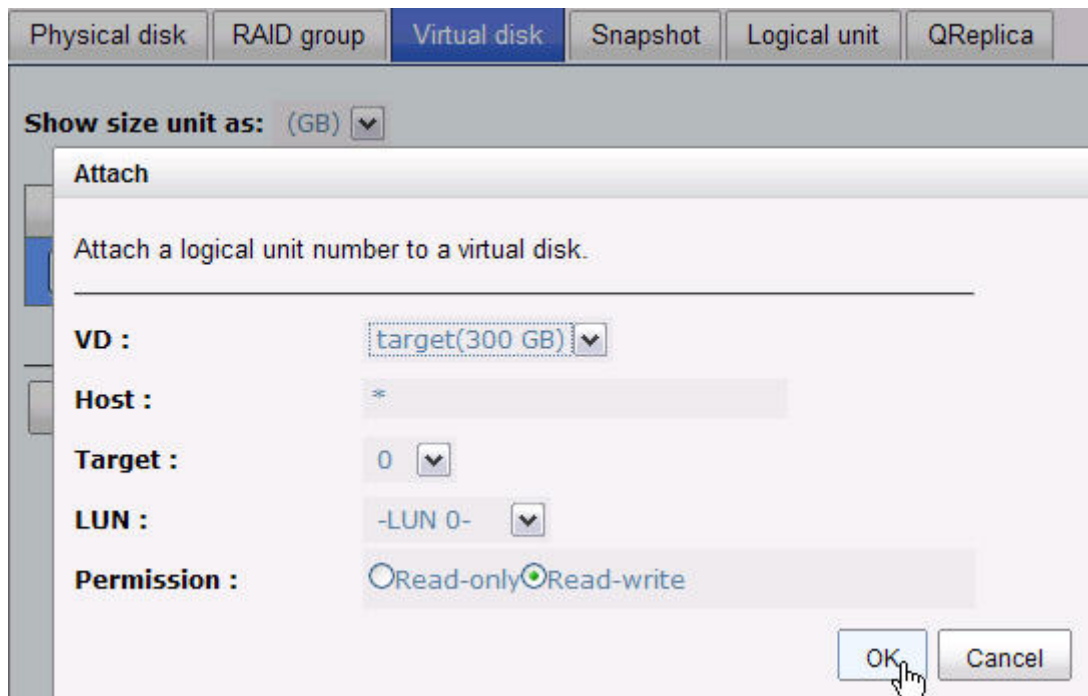 Physical disk RAID group Virtual disk Snapshot Logical unit QReplica
Show size unit as: (GB)
Attach
Attach a logical unit number to a virtual disk.
VD : target(300 GB)
Host : *
Target : 0
LUN : -LUN 0-
Permission : Read-only Read-write
OK Cancel